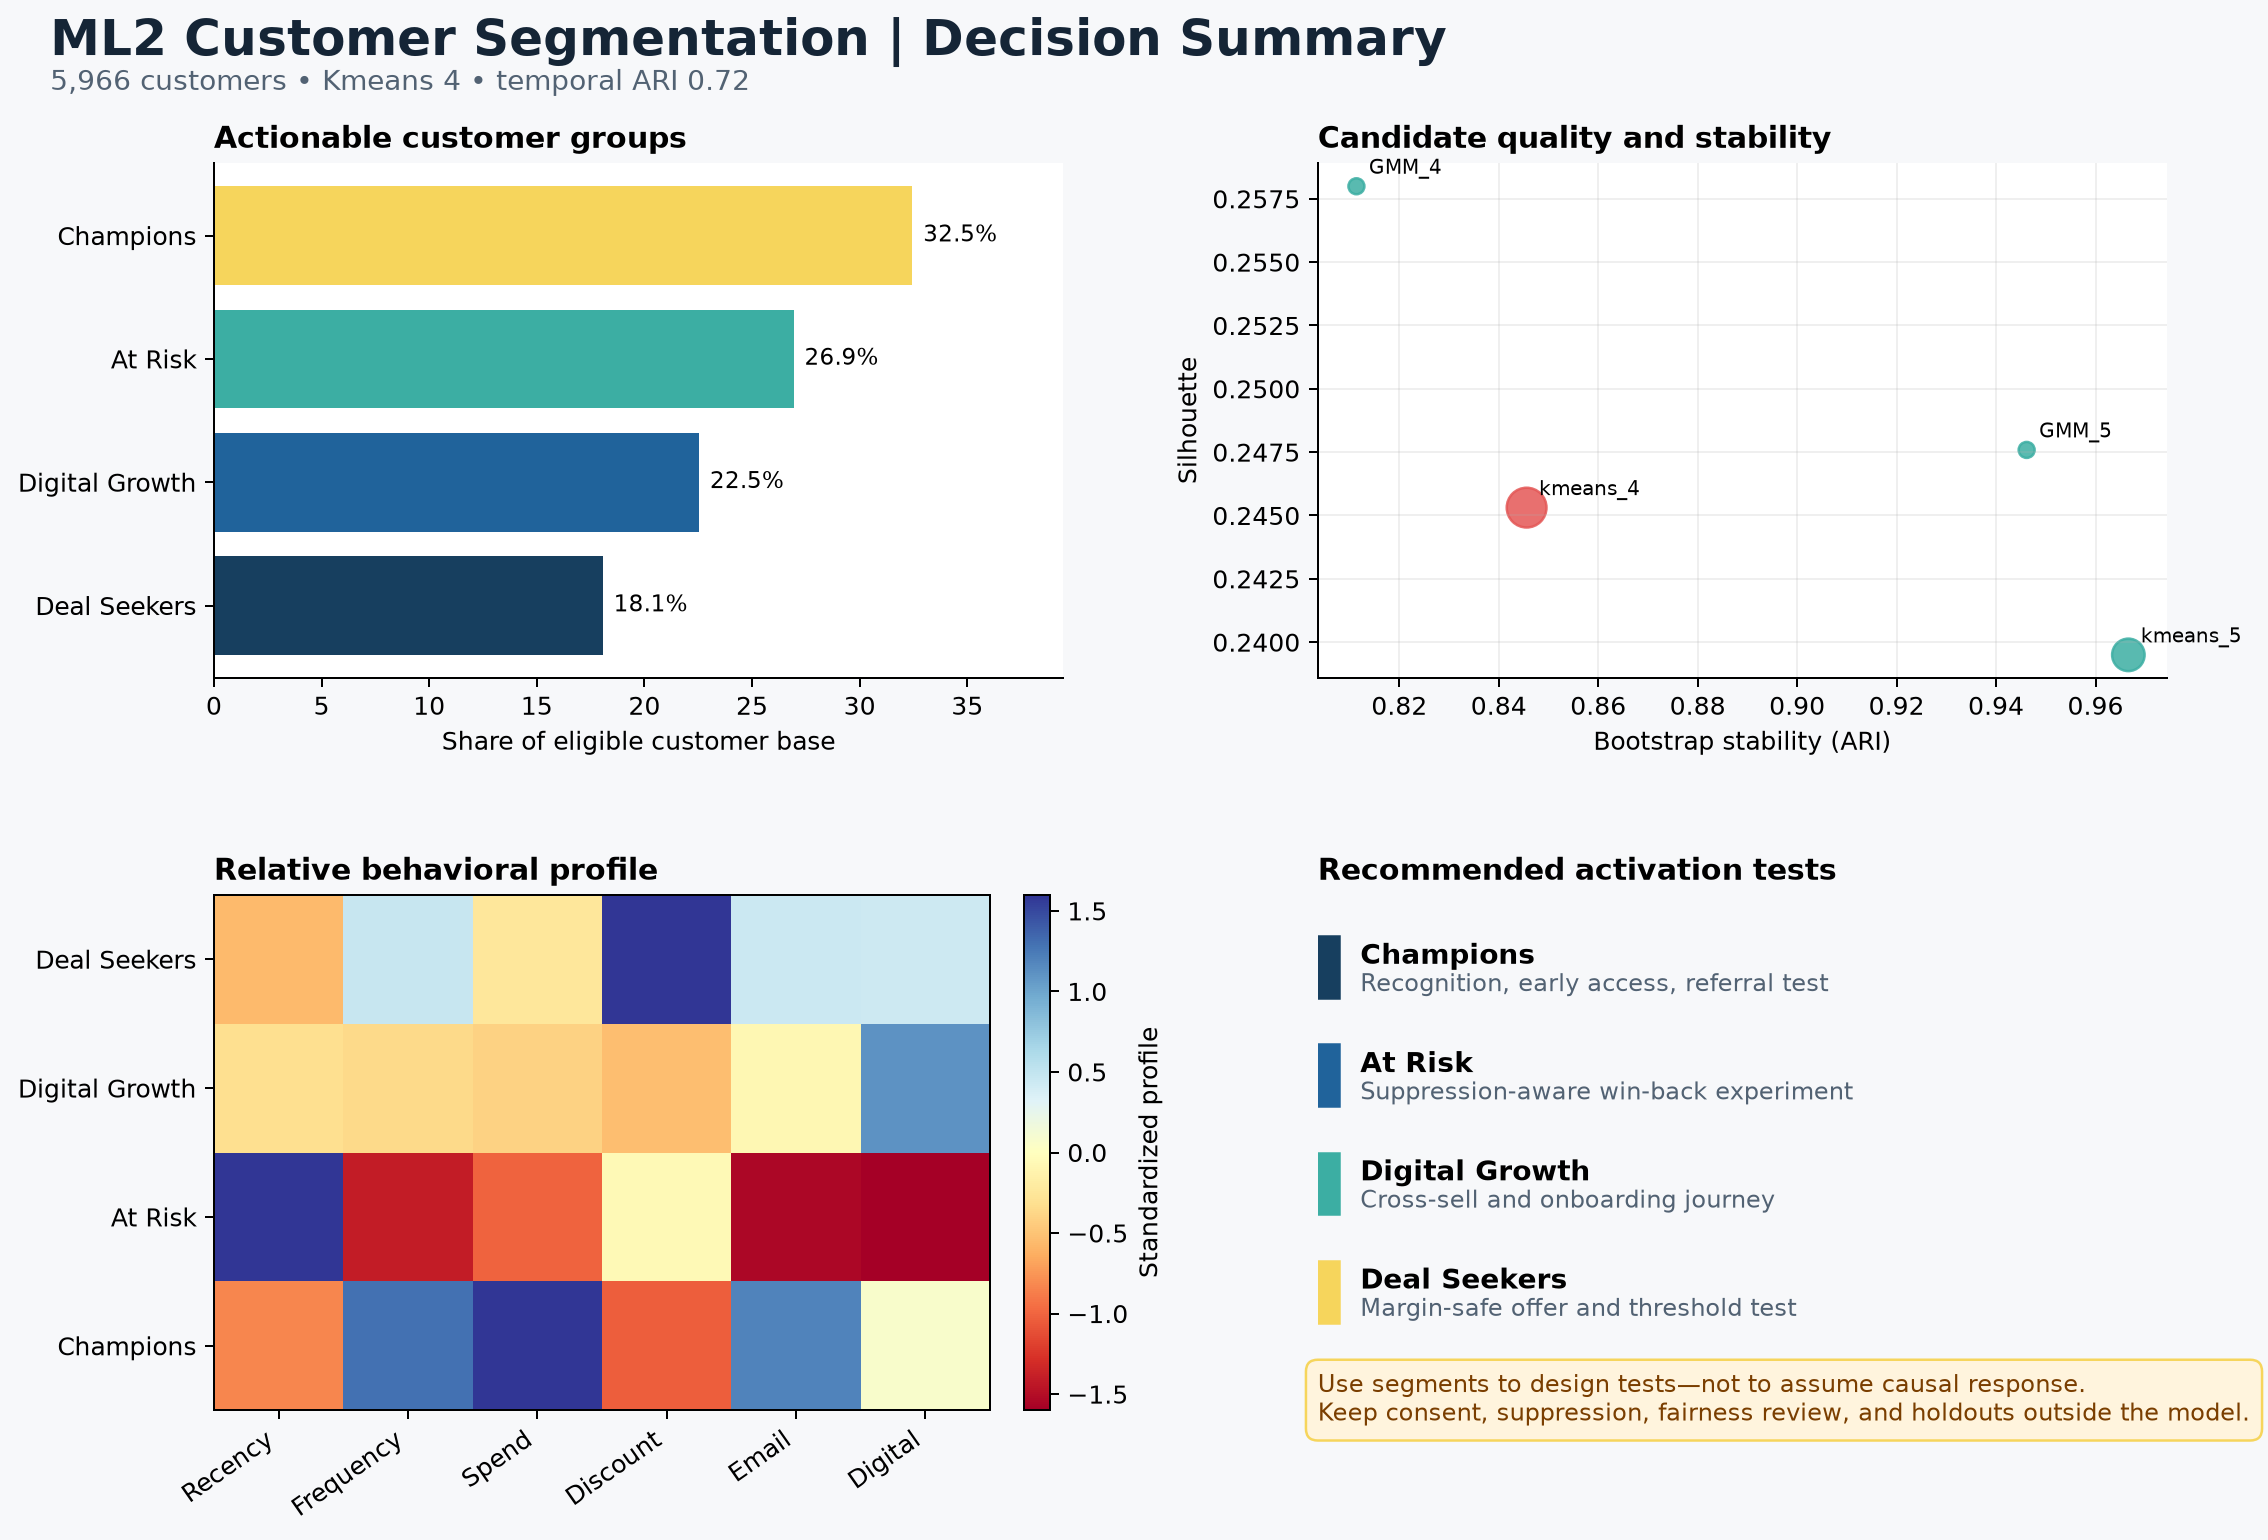 ML2 Customer Segmentation | Decision Summary
5,966 customers • Kmeans 4 • temporal ARI 0.72
Actionable customer groups
Champions
32.5%
At Risk
26.9%
Digital Growth
22.5%
Deal Seekers
18.1%
0 5 10 15 20 25 30 35
Share of eligible customer base
Candidate quality and stability
Silhouette
0.2575
0.2550
0.2525
0.2500
0.2475
0.2450
0.2425
0.2400
GMM_4
GMM_5
kmeans_4
kmeans_5
0.82 0.84 0.86 0.88 0.90 0.92 0.94 0.96
Bootstrap stability (ARI)
Relative behavioral profile
Deal Seekers
Digital Growth
At Risk
Champions
Recency Frequency Spend Discount Email Digital
1.5
1.0
0.5
0.0
−0.5
−1.0
−1.5
Standardized profile
Recommended activation tests
Champions
Recognition, early access, referral test
At Risk
Suppression-aware win-back experiment
Digital Growth
Cross-sell and onboarding journey
Deal Seekers
Margin-safe offer and threshold test
Use segments to design tests—not to assume causal response.
Keep consent, suppression, fairness review, and holdouts outside the model.